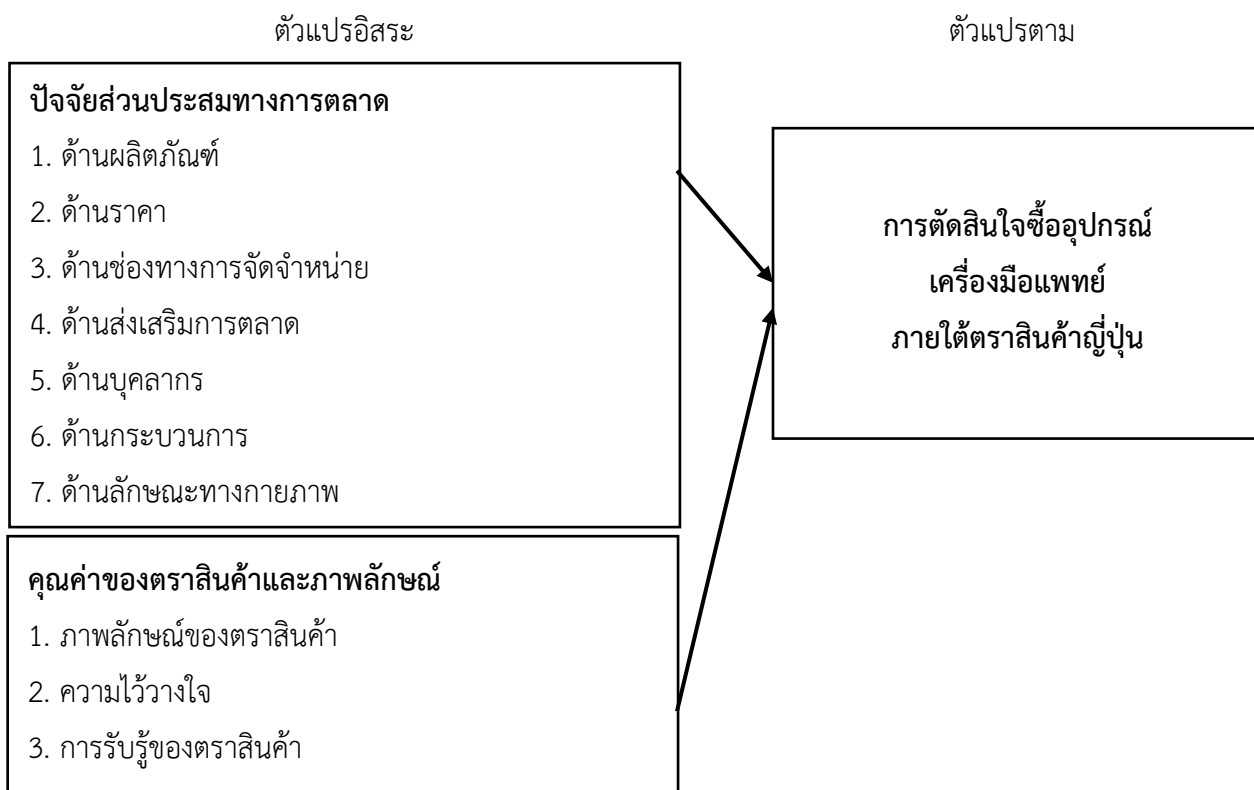 ตัวแปรอิสระ
ตัวแปรตาม
ปัจจัยส่วนประสมทางการตลาด
1. ด้านผลิตภัณฑ์
2. ด้านราคา
3. ด้านช่องทางการจัดจำหน่าย
4. ด้านส่งเสริมการตลาด
5. ด้านบุคลากร
6. ด้านกระบวนการ
7. ด้านลักษณะทางกายภาพ
คุณค่าของตราสินค้าและภาพลักษณ์
1. ภาพลักษณ์ของตราสินค้า
2. ความไว้วางใจ
3. การรับรู้ของตราสินค้า
การตัดสินใจซื้ออุปกรณ์
เครื่องมือแพทย์
ภายใต้ตราสินค้าญี่ปุ่น